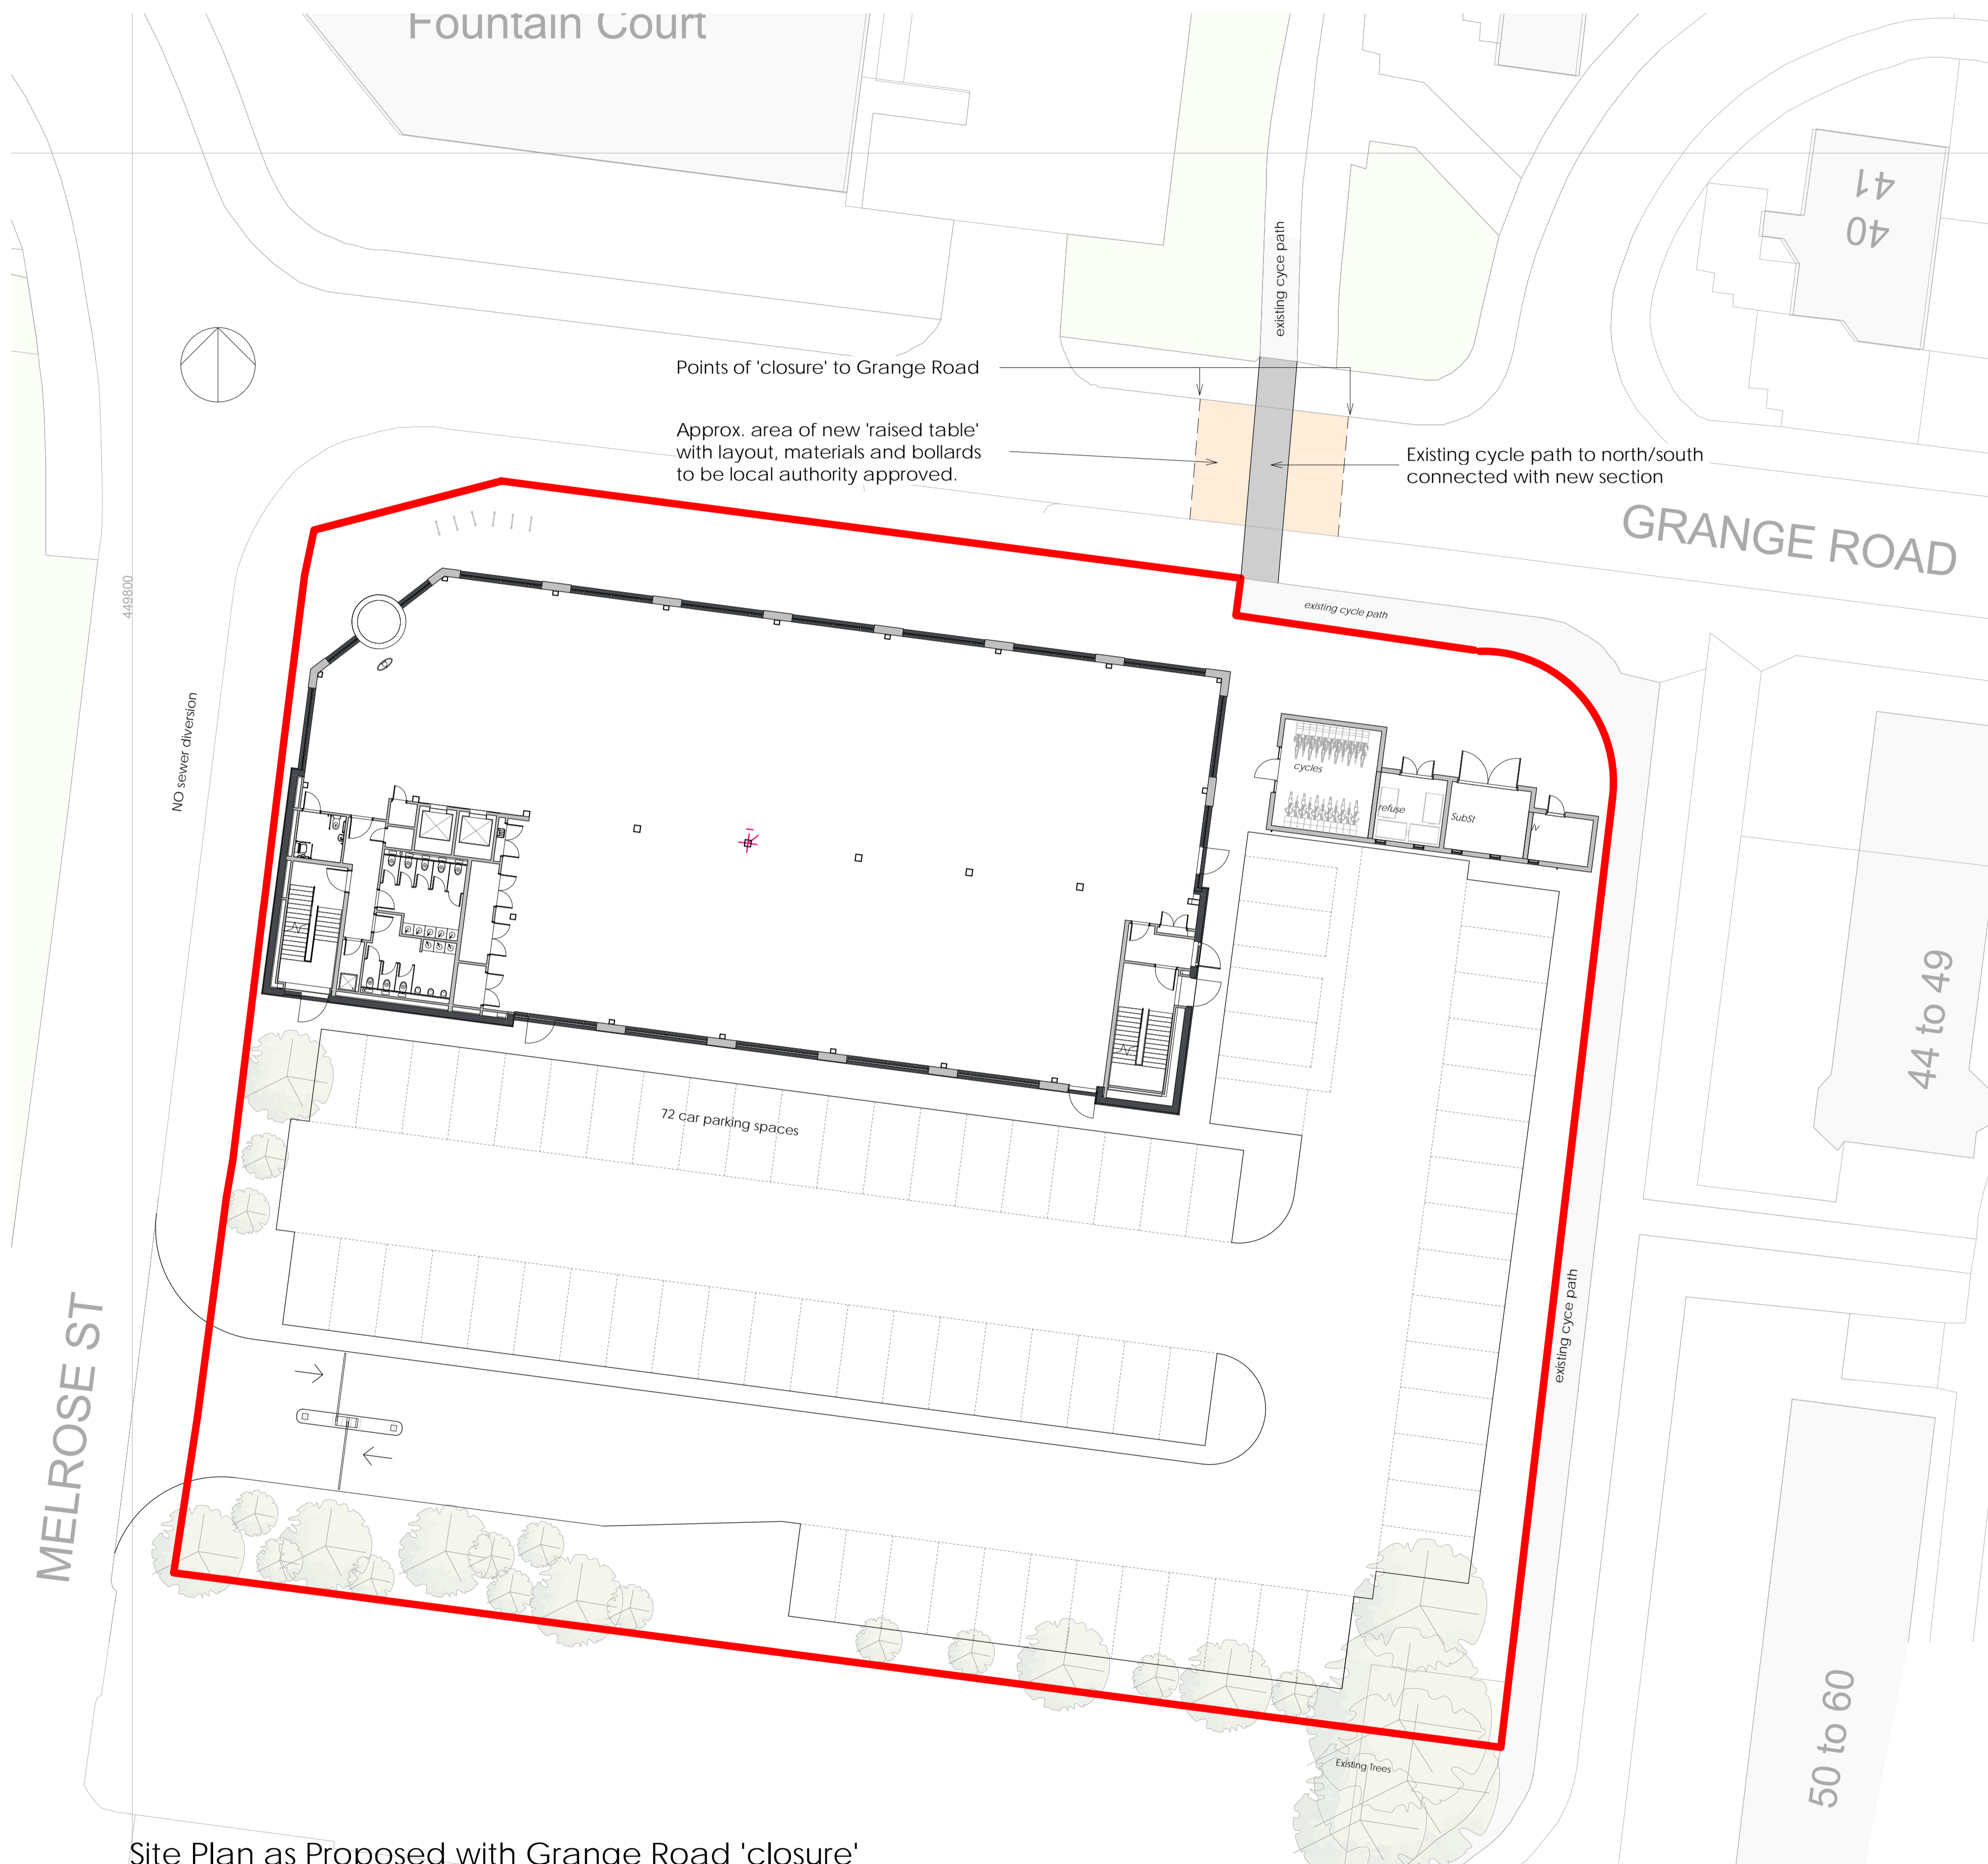 Fountain Court
41
40
existing cyce path
Points of 'closure' to Grange Road
Approx. area of new 'raised table'
with layout, materials and bollards
to be local authority approved.
Existing cycle path to north/south
connected with new section
GRANGE ROAD
449800
existing cycle path
NO sewer diversion
cycles
refuse
SubSt
lV
44 to 49
72 car parking spaces
existing cyce path
MELROSE ST
50 to 60
Existing Trees
Site Plan as Proposed with Grange Road 'closure'